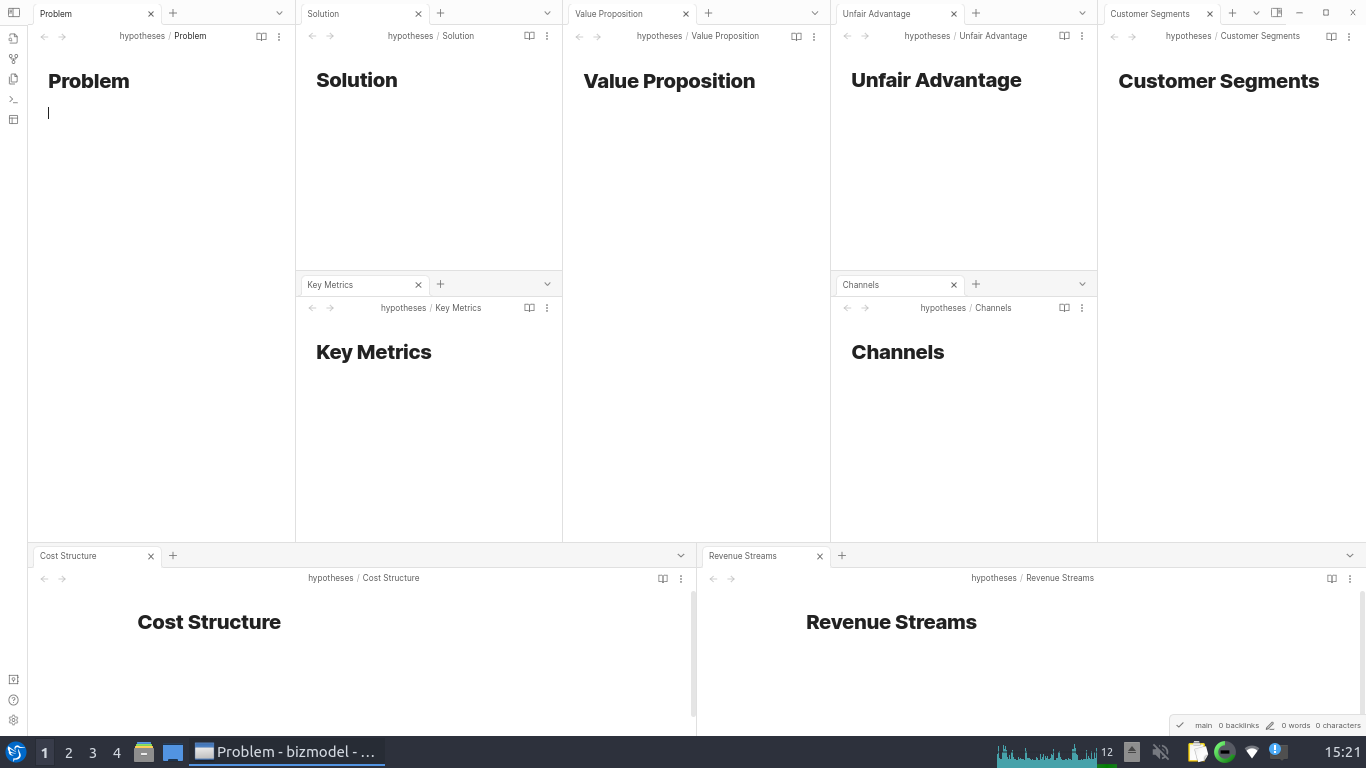 Problem
Solution
Value Proposition
Unfair Advantage
Customer Segments
hypotheses / Problem
hypotheses / Solution
hypotheses / Value Proposition
hypotheses / Unfair Advantage
hypotheses / Customer Segments
Problem
Solution
Value Proposition
Unfair Advantage
Customer Segments
Key Metrics
Channels
hypotheses / Key Metrics
hypotheses / Channels
Key Metrics
Channels
Cost Structure
Revenue Streams
hypotheses / Cost Structure
hypotheses / Revenue Streams
Cost Structure
Revenue Streams
main 0 backlinks 0 words 0 characters
1 2 3 4 Problem - bizmodel - ... 12 15:21